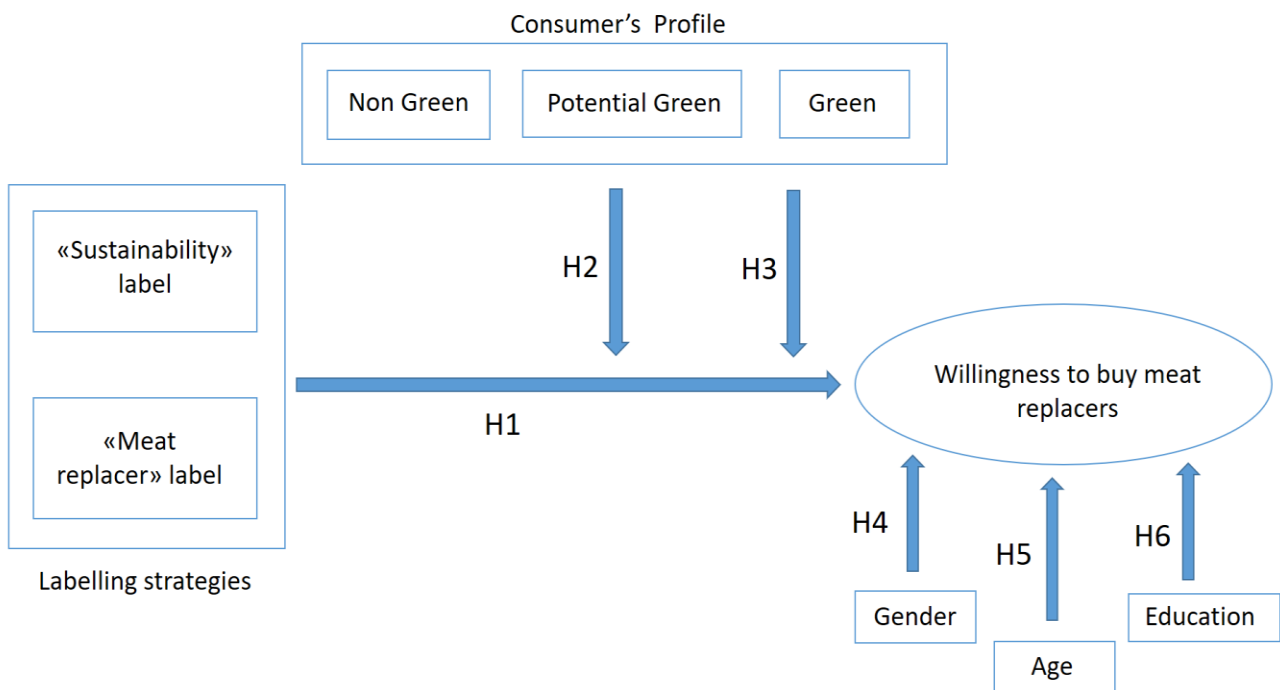 Consumer's  Profile
Non Green
Potential Green
Green
«Sustainability»
label
«Meat
replacer» label
Labelling strategies
H2
H3
H1
Willingness to buy meat
replacers
H4
H5
H6
Gender
Age
Education